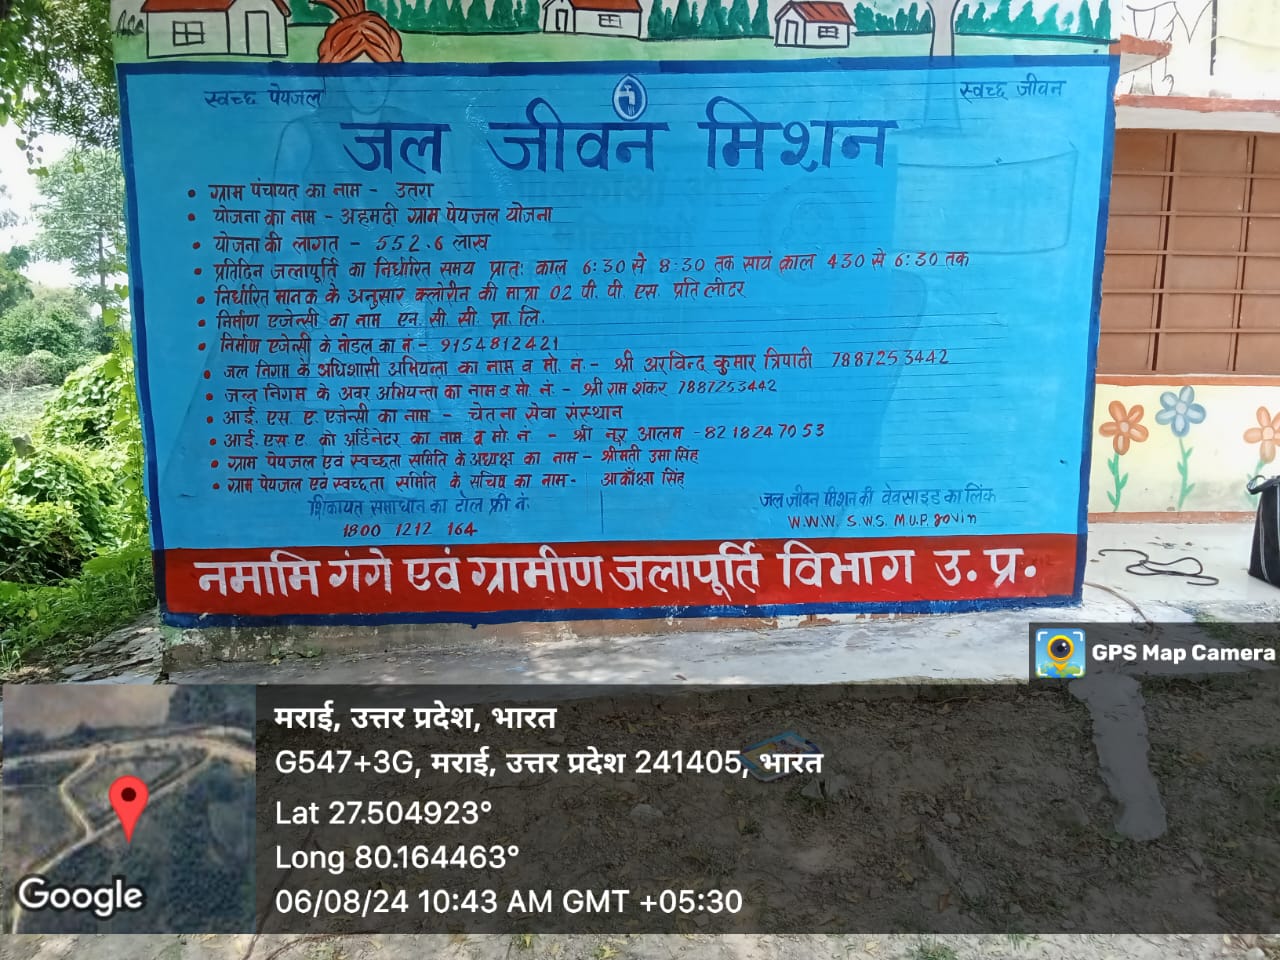 स्वच्छ पेयजल
स्वच्छ जीवन
जल जीवन मिशन
• ग्राम पंचायत का नाम - उतरा
• योजना का नाम - अहमदी ग्राम पेयजल योजना
• योजना की लागत - 552.6 लाख
• प्रतिदिन जलापूर्ति का निर्धारित समय प्रातः काल 6:30 से 8:30 तक सायं काल 4 30 से 6:30 तक
• निर्धारित मानक के अनुसार क्लोरीन की मात्रा 02 पी. पी. एस. प्रति लीटर
• निर्माण एजेन्सी का नाम एन. सी. सी. प्रा. लि.
• निर्माण एजेन्सी के नोडल का नं - 9154812421
• जल निगम के अधिशासी अभियन्ता का नाम व मो. नं. - श्री अरविन्द कुमार त्रिपाठी 7887253442
• जल निगम के अवर अभियन्ता का नाम व मो. नं. - श्री राम शंकर 7887253442
• आई. एस. ए. एजेन्सी का नाम - चेतना सेवा संस्थान
• आई. एस. ए. को आर्डिनेटर का नाम व मो. नं - श्री नूर आलम - 8218247053
• ग्राम पेयजल एवं स्वच्छता समिति के अध्यक्ष का नाम - श्रीमती उमा सिंह
• ग्राम पेयजल एवं स्वच्छता समिति के सचिव का नाम - आकाँक्षा सिंह
शिकायत समाधान का टोल फ्री नं.
1800 1212 164
जल जीवन मिशन की वेवसाइड का लिंक
W.W.W. S.W.S. M.U.P. govin
नमामि गंगे एवं ग्रामीण जलापूर्ति विभाग उ. प्र.
GPS Map Camera
मराई, उत्तर प्रदेश, भारत
G547+3G, मराई, उत्तर प्रदेश 241405, भारत
Lat 27.504923°
Long 80.164463°
06/08/24 10:43 AM GMT +05:30
Google